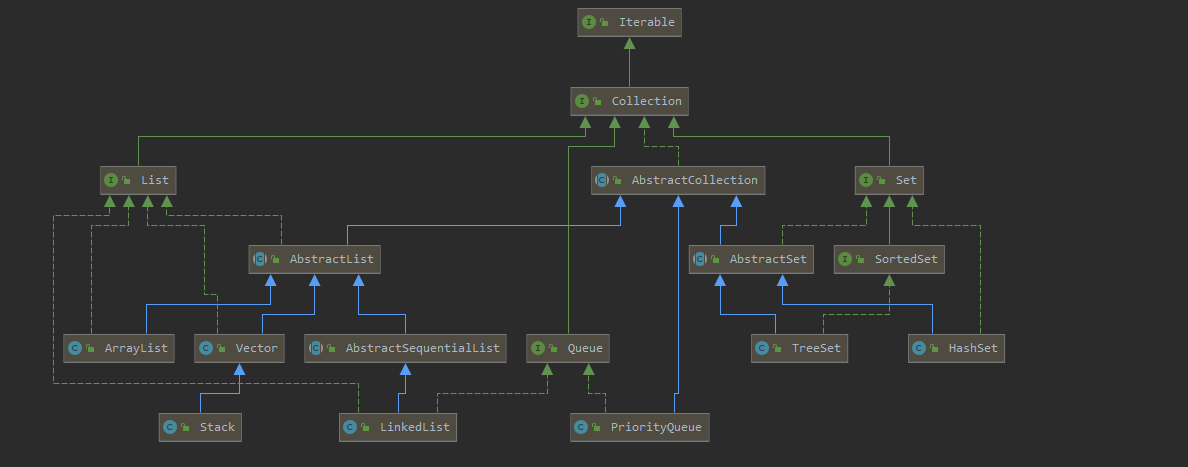 I Iterable
I Collection
I List
C AbstractCollection
I Set
C AbstractList
C AbstractSet
I SortedSet
C ArrayList
C Vector
C AbstractSequentialList
I Queue
C TreeSet
C HashSet
C Stack
C LinkedList
C PriorityQueue